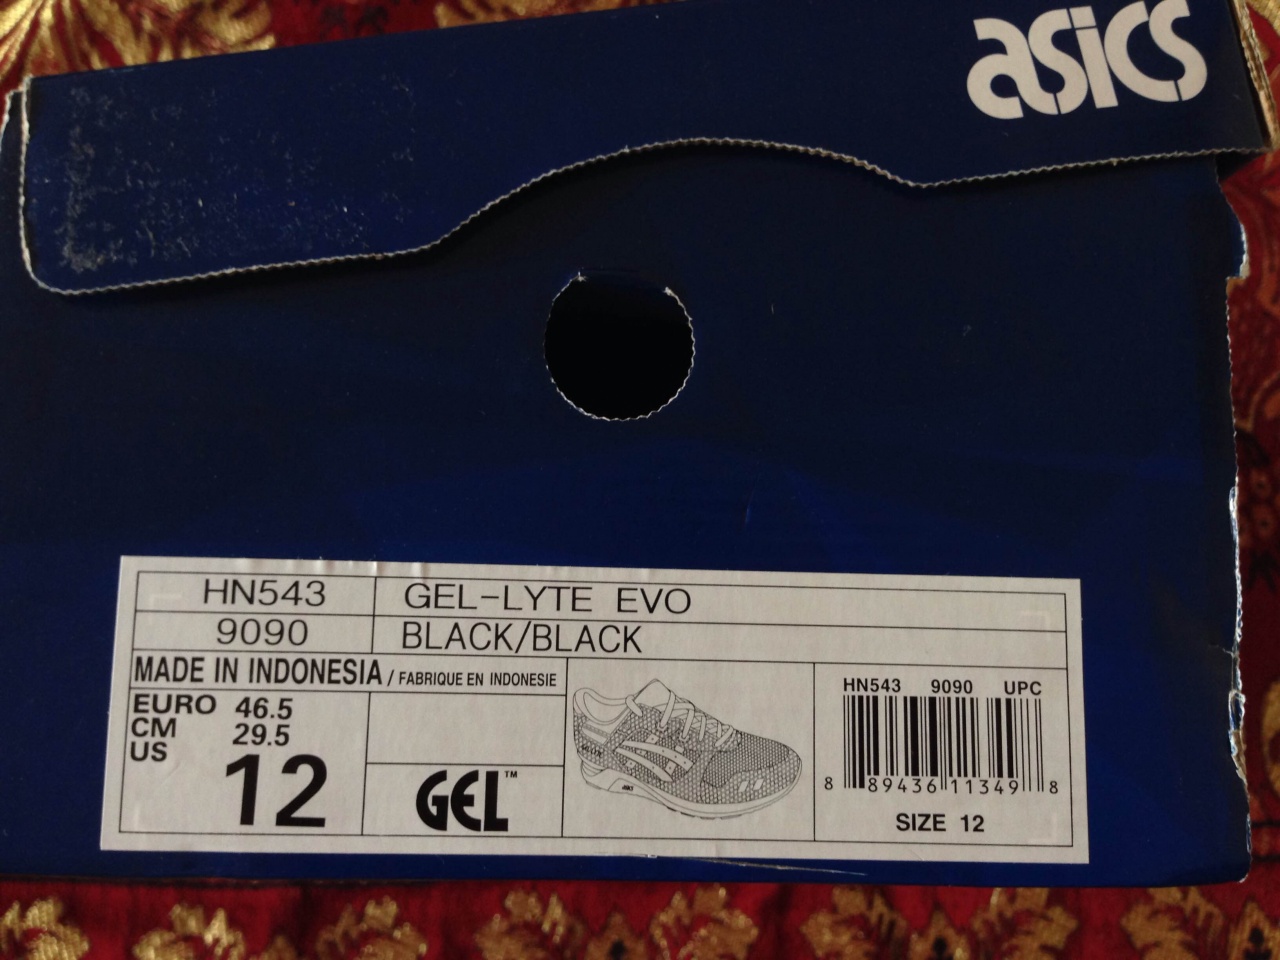 asics
HN543 GEL-LYTE EVO
9090 BLACK/BLACK
MADE IN INDONESIA / FABRIQUE EN INDONESIE
EURO 46.5
CM 29.5
US 12
GEL™
HN543 9090 UPC
8 89436 11349 8
SIZE 12